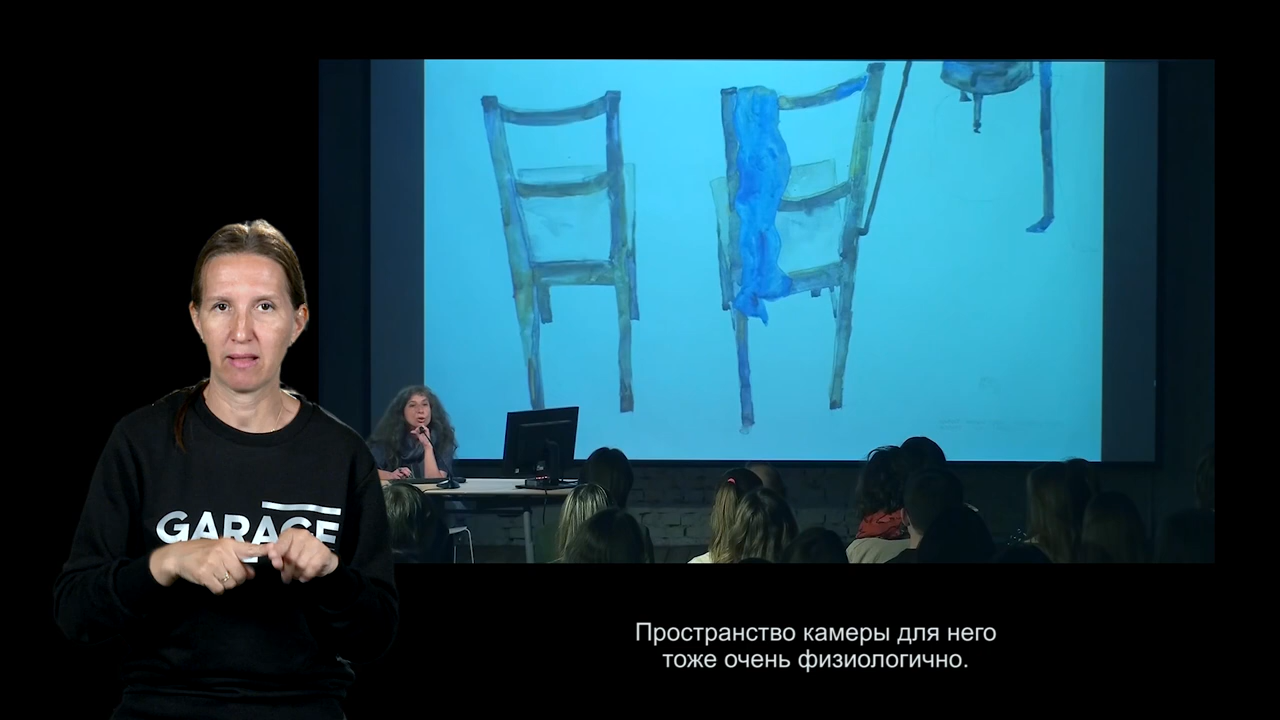 GARAGE
Пространство камеры для него
тоже очень физиологично.